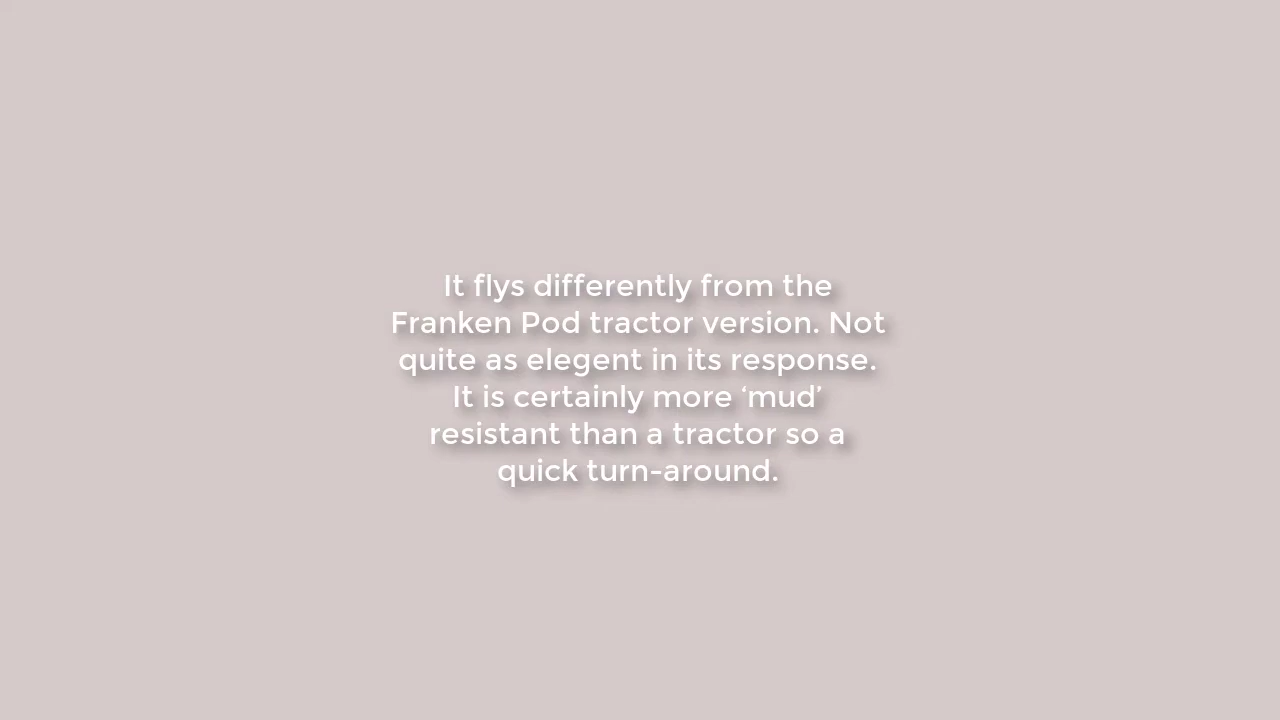 It flys differently from the
Franken Pod tractor version. Not
quite as elegent in its response.
It is certainly more ‘mud’
resistant than a tractor so a
quick turn-around.